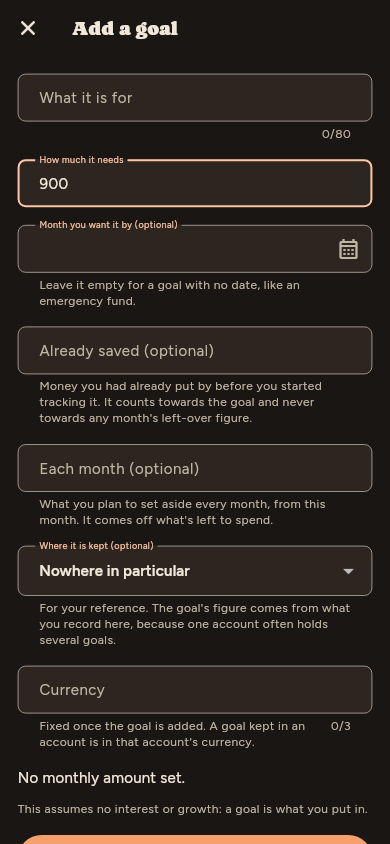 Add a goal
What it is for
0/80
How much it needs
900
Month you want it by (optional)
Leave it empty for a goal with no date, like an
emergency fund.
Already saved (optional)
Money you had already put by before you started
tracking it. It counts towards the goal and never
towards any month's left-over figure.
Each month (optional)
What you plan to set aside every month, from this
month. It comes off what's left to spend.
Where it is kept (optional)
Nowhere in particular
For your reference. The goal's figure comes from what
you record here, because one account often holds
several goals.
Currency
Fixed once the goal is added. A goal kept in an 0/3
account is in that account's currency.
No monthly amount set.
This assumes no interest or growth: a goal is what you put in.